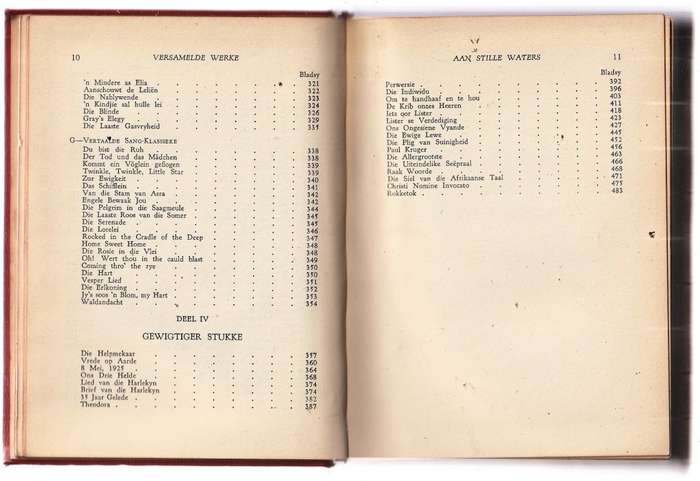 10 VERSAMELDE WERKE
Bladsy
'n Mindere as Elia 321
Aanschouwt de Leliën 322
Die Nablywende 323
'n Kindjie sal hulle lei 324
Die Blinde 326
Gray's Elegy 329
Die Laaste Gasvryheid 335
G—Vertaalde Sang-Klassieke
Du bist die Ruh 338
Der Tod und das Mädchen 338
Kommt ein Vöglein geflogen 339
Twinkle, Twinkle, Little Star 339
Zur Ewigkeit 340
Das Schifflein 341
Van die Stam van Asra 342
Engele Bewaak Jou 342
Die Pelgrim in die Saagmeule 344
Die Laaste Roos van die Somer 345
Die Serenade 345
Die Lorelei 346
Rocked in the Cradle of the Deep 347
Home Sweet Home 348
Die Rosie in die Vlei 348
Oh! Wert thou in the cauld blast 349
Coming thro' the rye 350
Die Hart 350
Vesper Lied 351
Die Erlkoning 352
Jy's soos 'n Blom, my Hart 353
Waldandacht 354
DEEL IV
GEWIGTIGER STUKKE
Die Helpmekaar 357
Vrede op Aarde 360
8 Mei, 1925 364
Ons Drie Helde 368
Lied van die Harlekyn 374
Brief van die Harlekyn 374
35 Jaar Gelede 382
Theodora 387
AAN STILLE WATERS 11
Bladsy
Perwersie 392
Die Indiwidu 396
Om te handhaaf en te hou 403
De Krib onzes Heeren 411
Iets oor Lister 418
Lister se Verdediging 423
Ons Ongesiene Vyande 427
Die Ewige Lewe 445
Die Plig van Suinigheid 452
Paul Kruger 456
Die Allergrootste 463
Die Uiteindelike Seëpraal 466
Raak Woorde 468
Die Siel van die Afrikaanse Taal 471
Christi Nomine Invocato 475
Rokketok 483